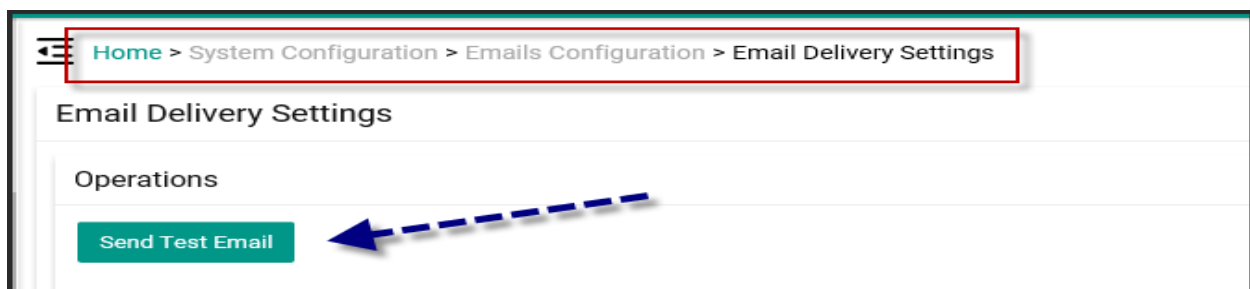 Home > System Configuration > Emails Configuration > Email Delivery Settings
Email Delivery Settings
Operations
Send Test Email